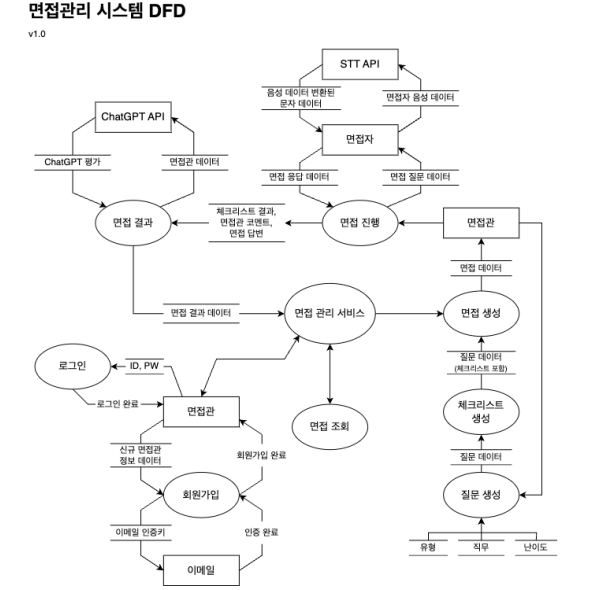 면접관리 시스템 DFD
v1.0
STT API
음성 데이터 변환된
문자 데이터
면접자 음성 데이터
ChatGPT API
면접자
ChatGPT 평가
면접관 데이터
면접 응답 데이터
면접 질문 데이터
면접 결과
체크리스트 결과,
면접관 코멘트,
면접 답변
면접 진행
면접관
면접 데이터
면접 결과 데이터
면접 관리 서비스
면접 생성
질문 데이터
(체크리스트 포함)
로그인
ID, PW
로그인 완료
면접관
면접 조회
체크리스트
생성
신규 면접관
정보 데이터
회원가입 완료
질문 데이터
회원가입
질문 생성
이메일 인증키
인증 완료
유형
직무
난이도
이메일